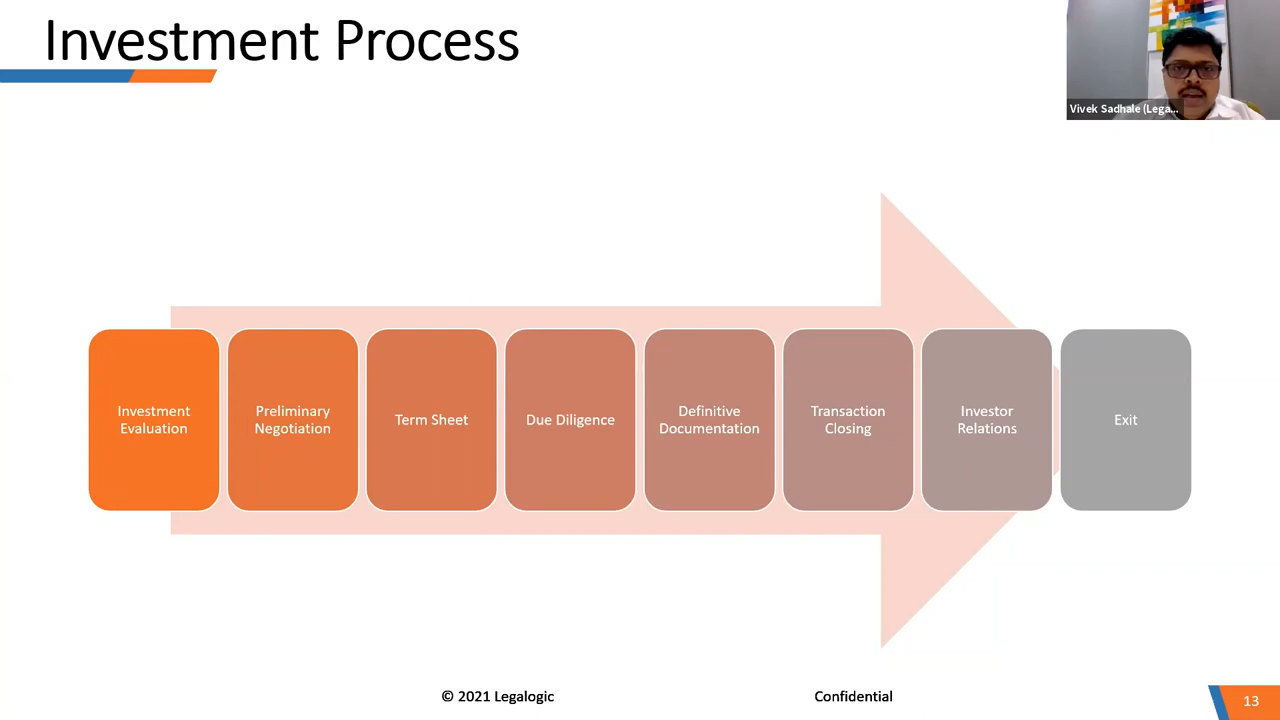 Investment Process
Vivek Sadhale (Lega...
Investment
Evaluation
Preliminary
Negotiation
Term Sheet
Due Diligence
Definitive
Documentation
Transaction
Closing
Investor
Relations
Exit
© 2021 Legalogic
Confidential
13